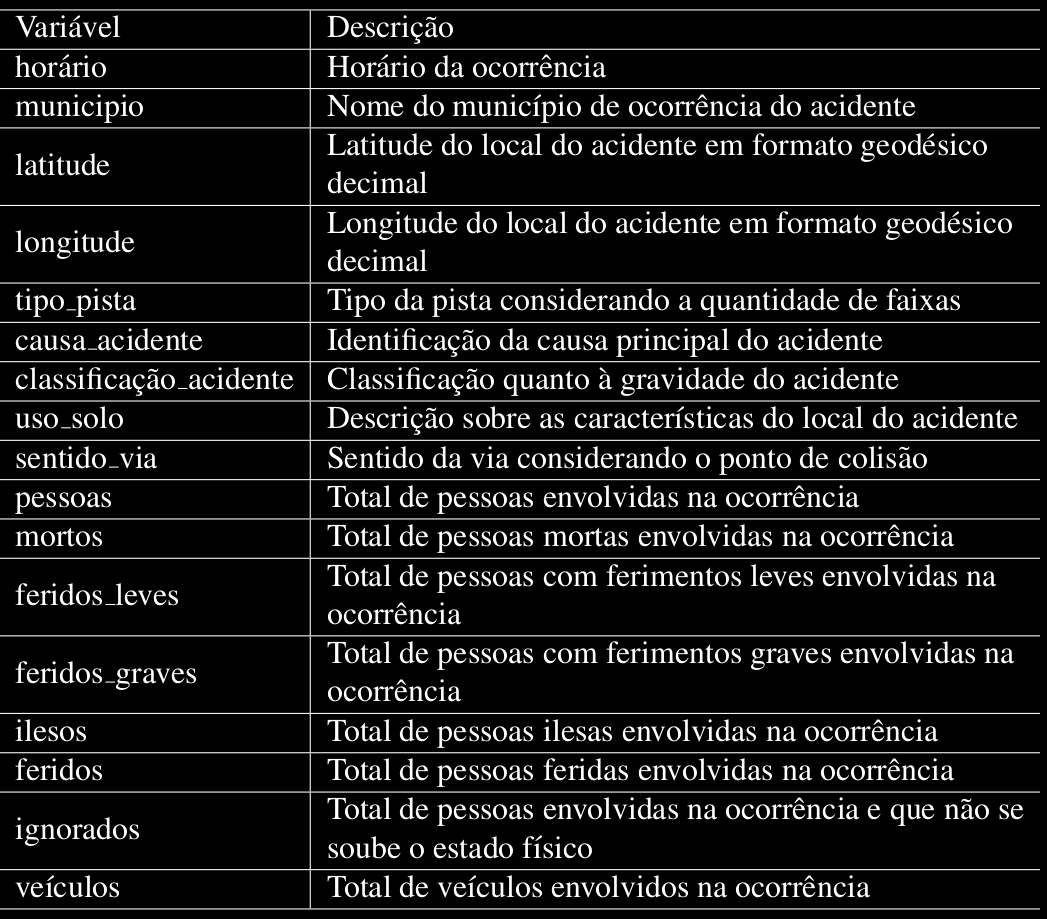 Variável Descrição
horário Horário da ocorrência
municipio Nome do município de ocorrência do acidente
latitude Latitude do local do acidente em formato geodésico
decimal
longitude Longitude do local do acidente em formato geodésico
decimal
tipo_pista Tipo da pista considerando a quantidade de faixas
causa_acidente Identificação da causa principal do acidente
classificação_acidente Classificação quanto à gravidade do acidente
uso_solo Descrição sobre as características do local do acidente
sentido_via Sentido da via considerando o ponto de colisão
pessoas Total de pessoas envolvidas na ocorrência
mortos Total de pessoas mortas envolvidas na ocorrência
feridos_leves Total de pessoas com ferimentos leves envolvidas na
ocorrência
feridos_graves Total de pessoas com ferimentos graves envolvidas na
ocorrência
ilesos Total de pessoas ilesas envolvidas na ocorrência
feridos Total de pessoas feridas envolvidas na ocorrência
ignorados Total de pessoas envolvidas na ocorrência e que não se
soube o estado físico
veículos Total de veículos envolvidos na ocorrência